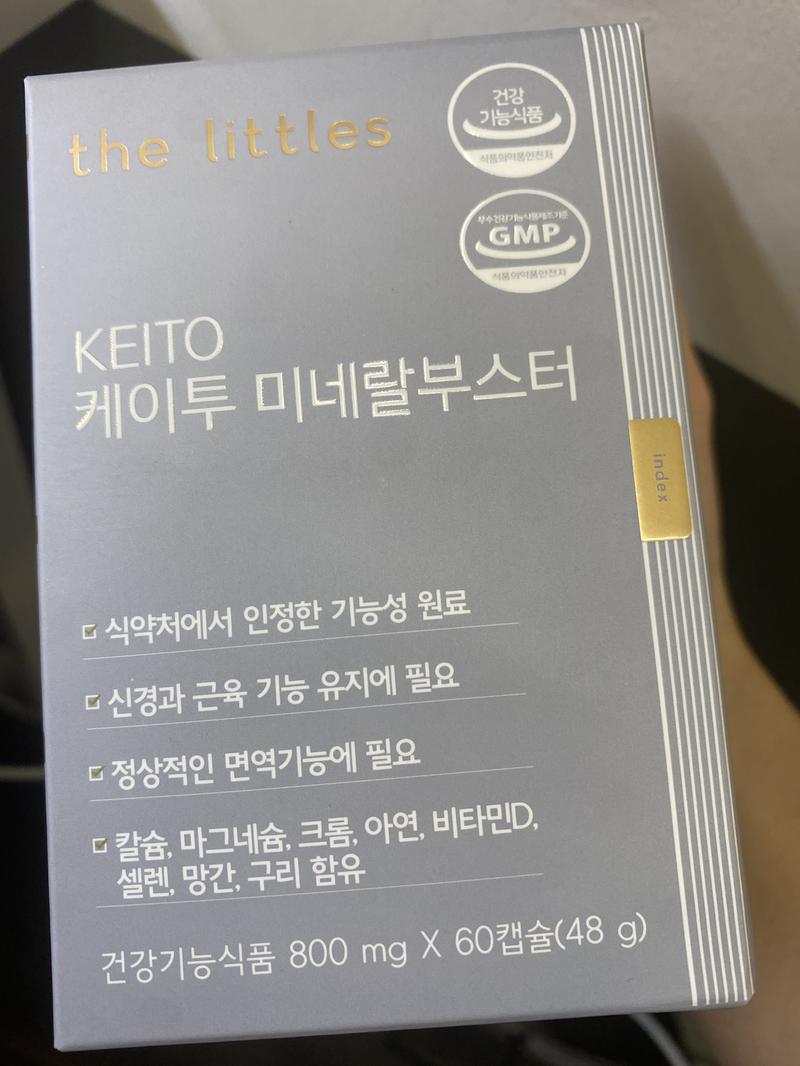 the littles
건강
기능식품
식품의약품안전처
우수건강기능식품제조기준
GMP
식품의약품안전처
KEITO
케이투 미네랄부스터
index
식약처에서 인정한 기능성 원료
신경과 근육 기능 유지에 필요
정상적인 면역기능에 필요
칼슘, 마그네슘, 크롬, 아연, 비타민D,
셀렌, 망간, 구리 함유
건강기능식품 800 mg X 60캡슐(48 g)